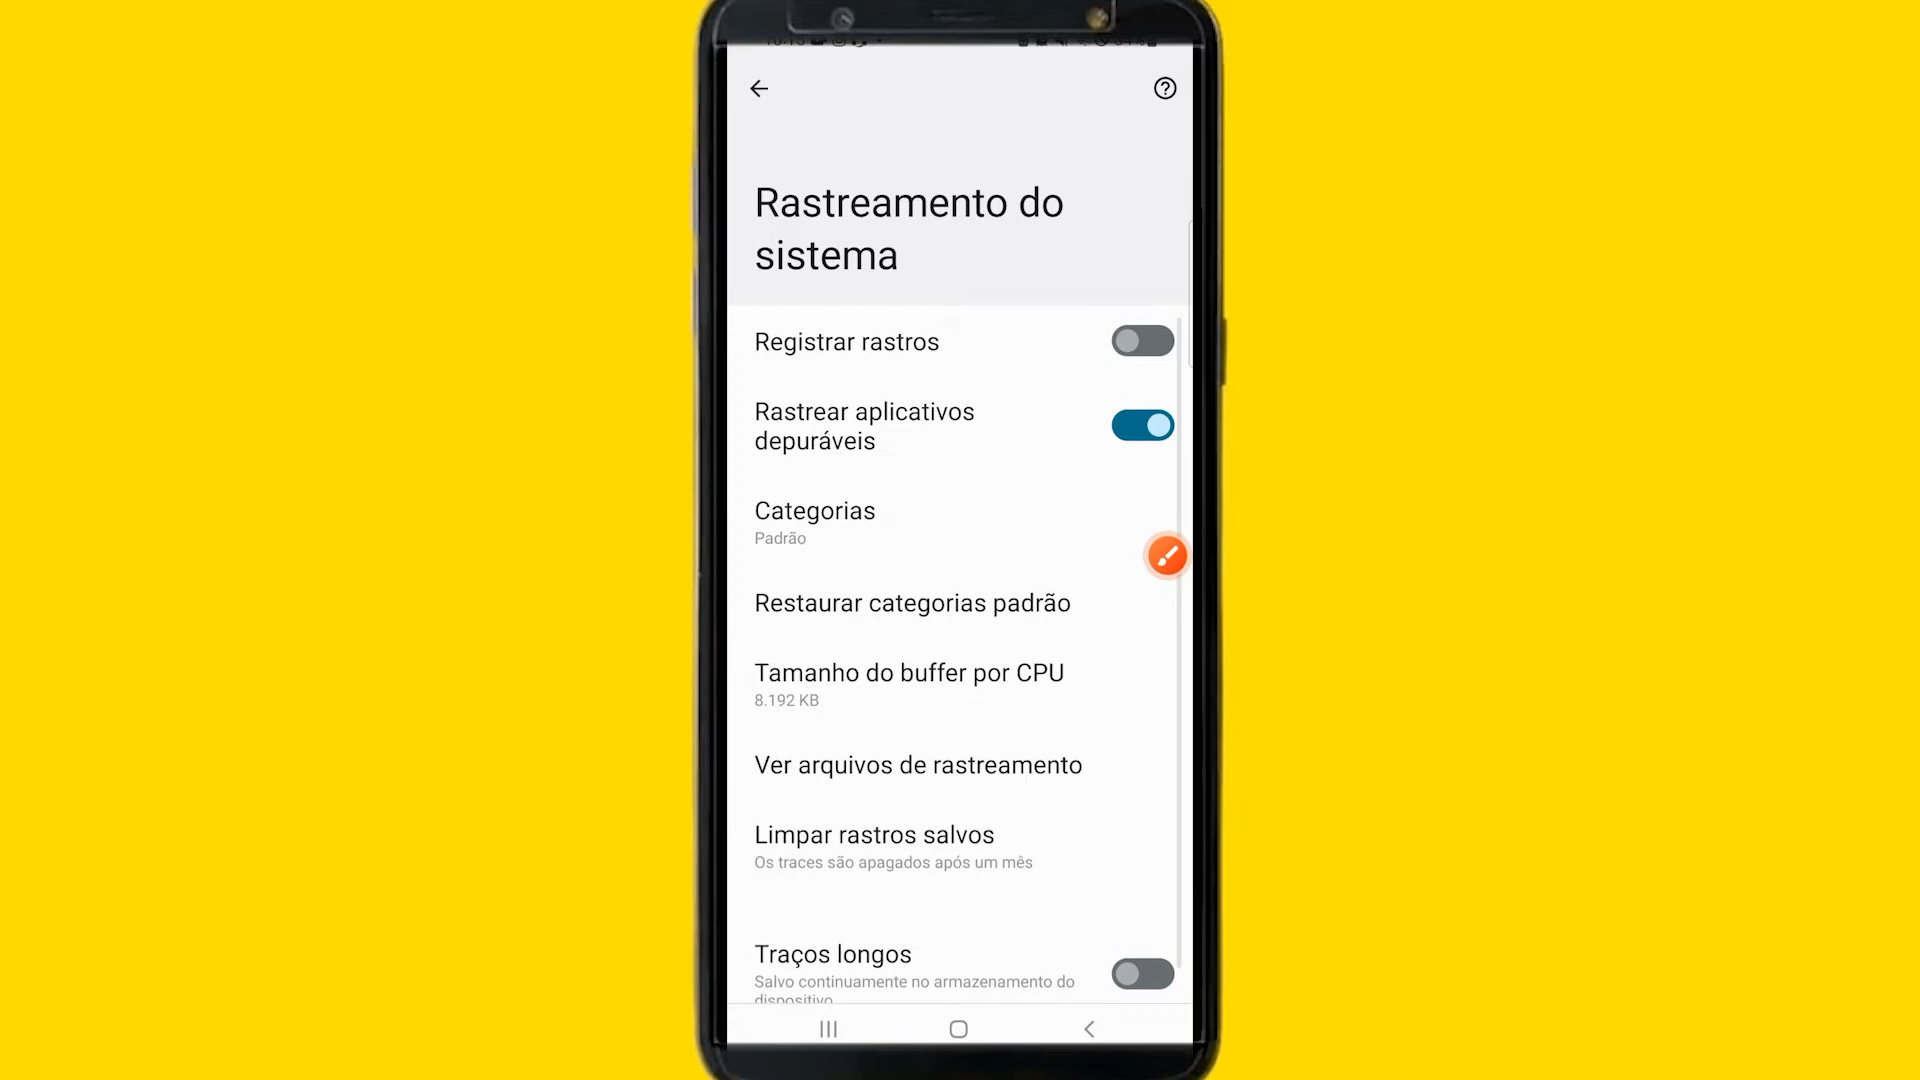 Rastreamento do
sistema
Registrar rastros
Rastrear aplicativos
depuráveis
Categorias
Padrão
Restaurar categorias padrão
Tamanho do buffer por CPU
8.192 KB
Ver arquivos de rastreamento
Limpar rastros salvos
Os traces são apagados após um mês
Traços longos
Salvo continuamente no armazenamento do
dispositivo